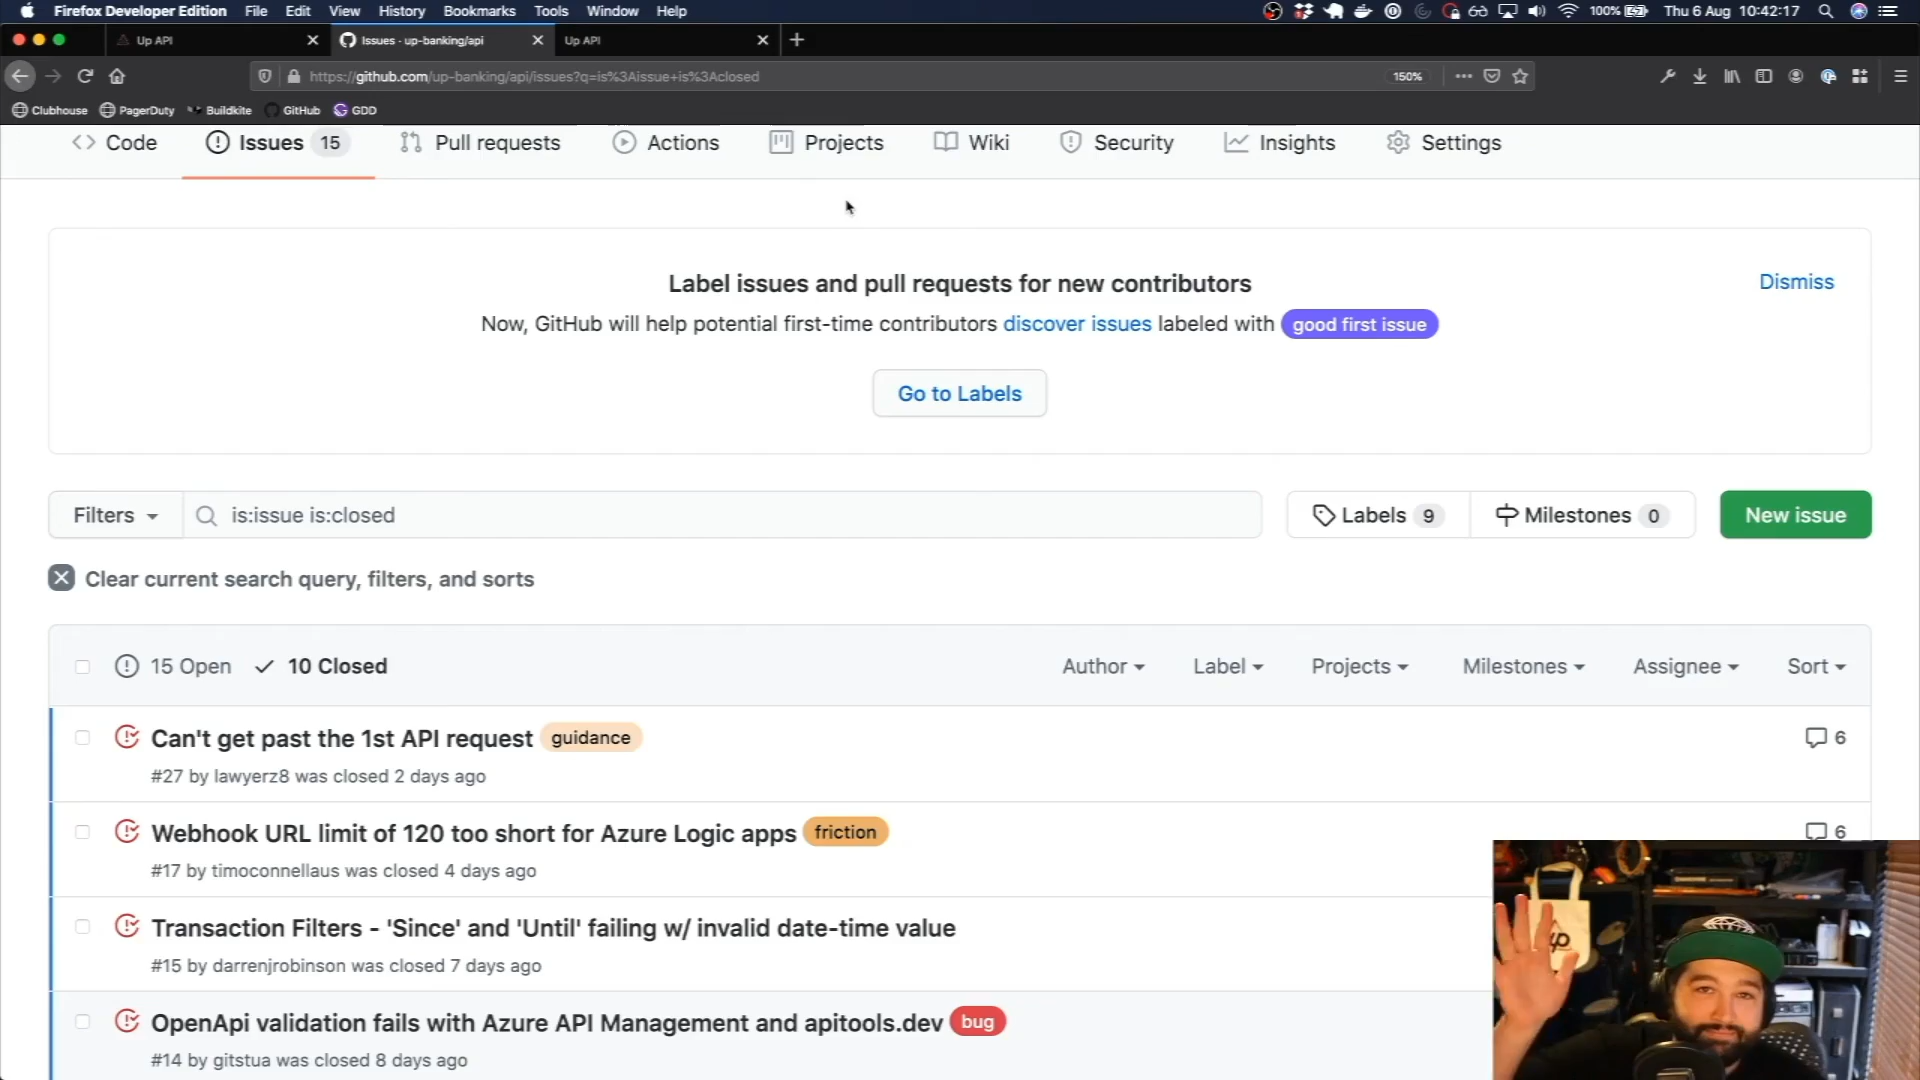 Firefox Developer Edition File Edit View History Bookmarks Tools Window Help 100% Thu 6 Aug 10:42:17
Up API Issues · up-banking/api Up API
https://github.com/up-banking/api/issues?q=is%3Aissue+is%3Aclosed 150%
Clubhouse PagerDuty Buildkite GitHub GDD
Code Issues 15 Pull requests Actions Projects Wiki Security Insights Settings
Label issues and pull requests for new contributors
Dismiss
Now, GitHub will help potential first-time contributors discover issues labeled with good first issue
Go to Labels
Filters is:issue is:closed Labels 9 Milestones 0 New issue
Clear current search query, filters, and sorts
15 Open 10 Closed Author Label Projects Milestones Assignee Sort
Can't get past the 1st API request guidance 6
#27 by lawyerz8 was closed 2 days ago
Webhook URL limit of 120 too short for Azure Logic apps friction 6
#17 by timoconnellaus was closed 4 days ago
Transaction Filters - 'Since' and 'Until' failing w/ invalid date-time value
#15 by darrenjrobinson was closed 7 days ago
OpenApi validation fails with Azure API Management and apitools.dev bug
#14 by gitstua was closed 8 days ago